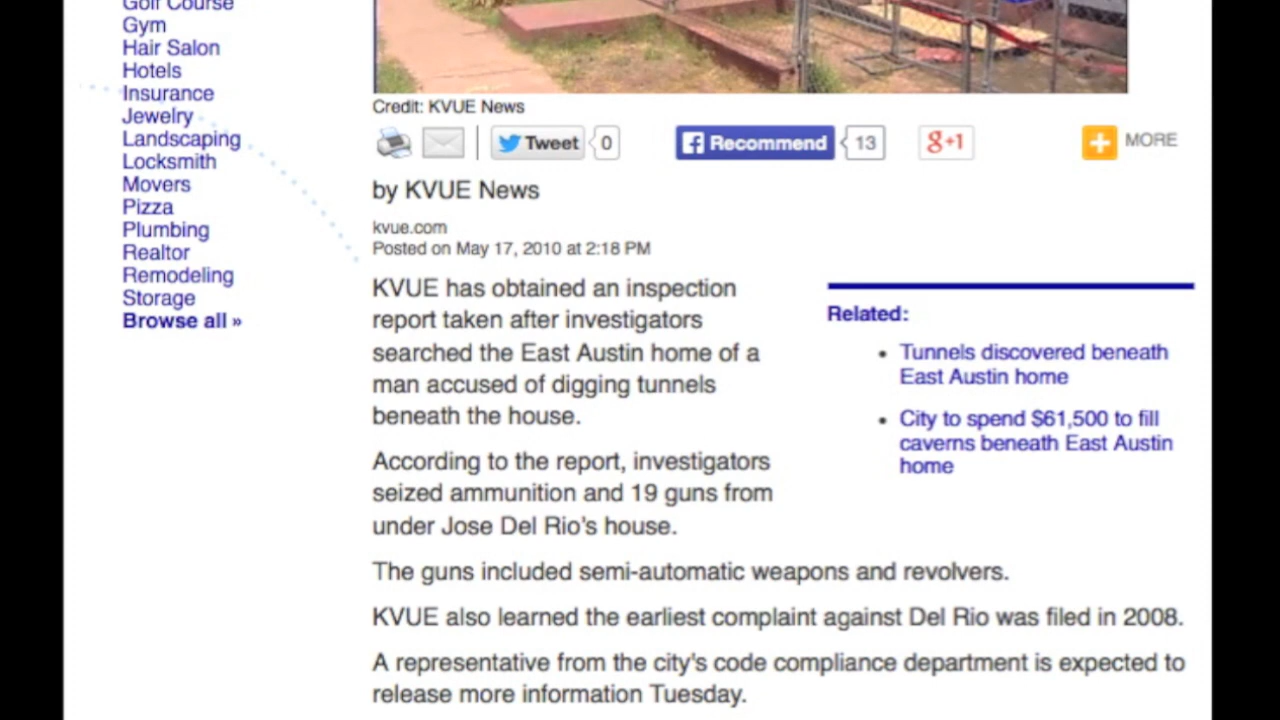 Golf Course
Gym
Hair Salon
Hotels
Insurance
Jewelry
Landscaping
Locksmith
Movers
Pizza
Plumbing
Realtor
Remodeling
Storage
Browse all »
Credit: KVUE News
Tweet 0
Recommend 13
g+1
MORE
by KVUE News
kvue.com
Posted on May 17, 2010 at 2:18 PM
KVUE has obtained an inspection
report taken after investigators
searched the East Austin home of a
man accused of digging tunnels
beneath the house.
According to the report, investigators
seized ammunition and 19 guns from
under Jose Del Rio's house.
The guns included semi-automatic weapons and revolvers.
KVUE also learned the earliest complaint against Del Rio was filed in 2008.
A representative from the city's code compliance department is expected to
release more information Tuesday.
Related:
• Tunnels discovered beneath
East Austin home
• City to spend $61,500 to fill
caverns beneath East Austin
home